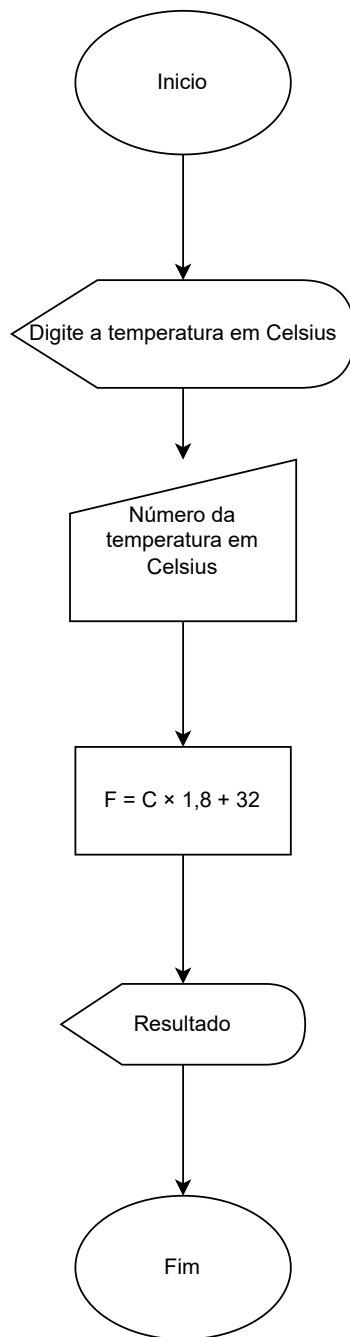 Inicio
Digite a temperatura em Celsius
Número da
temperatura em
Celsius
F = C × 1,8 + 32
Resultado
Fim